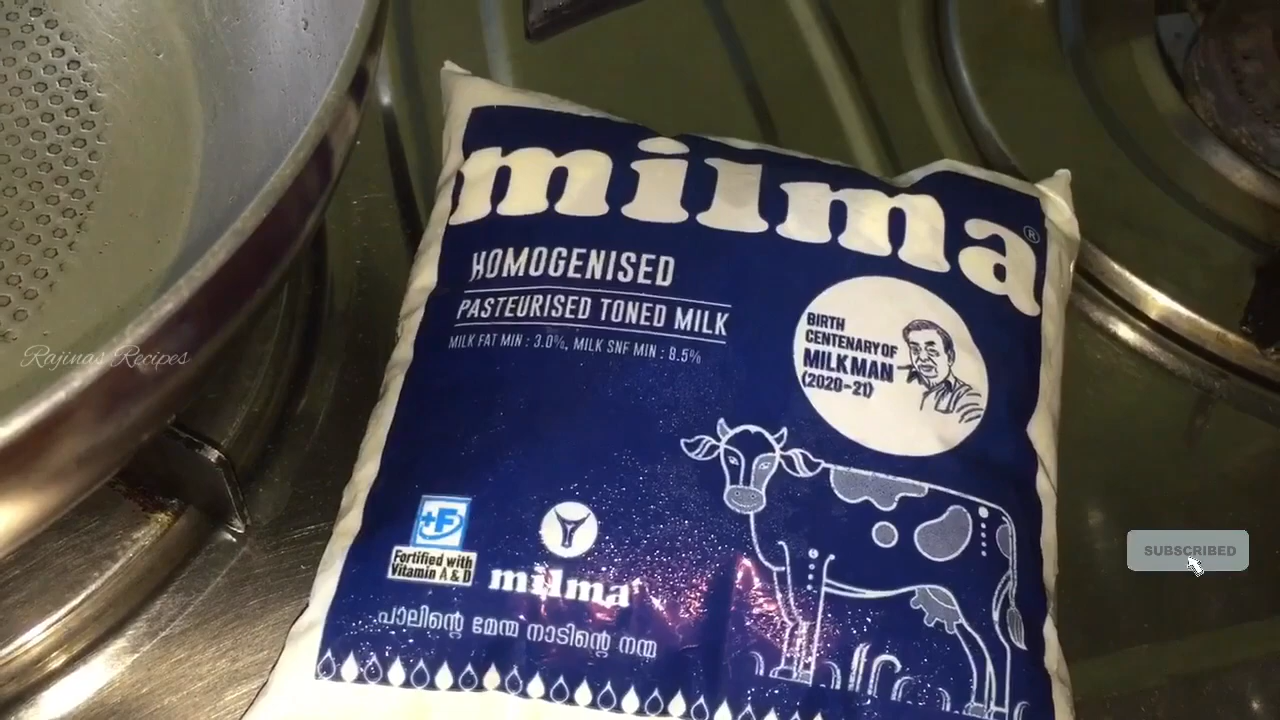 milma®
HOMOGENISED
PASTEURISED TONED MILK
MILK FAT MIN : 3.0%, MILK SNF MIN : 8.5%
BIRTH
CENTENARY OF
MILKMAN
(2020-21)
+F
Fortified with
Vitamin A & D
milma
പാലിന്റെ മേന്മ നാടിന്റെ നന്മ
Rajinas Recipes
SUBSCRIBED